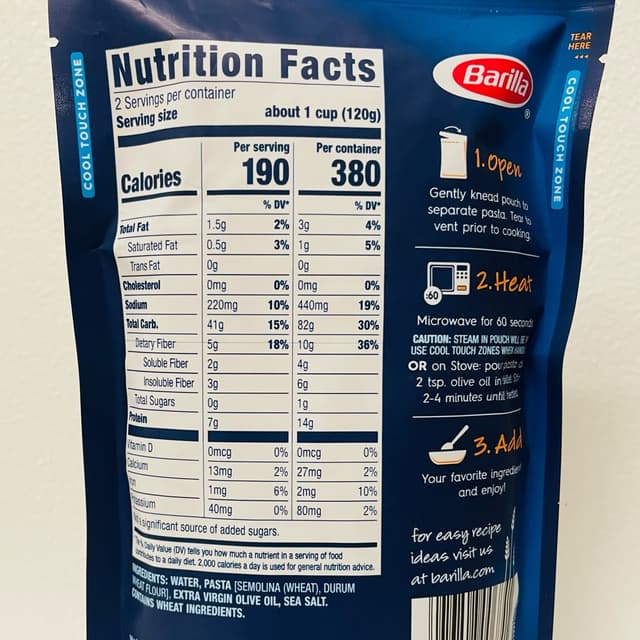 COOL TOUCH ZONE
Nutrition Facts
2 Servings per container
Serving size about 1 cup (120g)
Per serving Per container
Calories 190 380
% DV* % DV*
Total Fat 1.5g 2% 3g 4%
Saturated Fat 0.5g 3% 1g 5%
Trans Fat 0g 0g
Cholesterol 0mg 0% 0mg 0%
Sodium 220mg 10% 440mg 19%
Total Carb. 41g 15% 82g 30%
Dietary Fiber 5g 18% 10g 36%
Soluble Fiber 2g 4g
Insoluble Fiber 3g 6g
Total Sugars 0g 1g
Protein 7g 14g
Vitamin D 0mcg 0% 0mcg 0%
Calcium 13mg 2% 27mg 2%
1mg 6% 2mg 10%
40mg 0% 80mg 2%
significant source of added sugars.
% Daily Value (DV) tells you how much a nutrient in a serving of food
to a daily diet. 2,000 calories a day is used for general nutrition advice.
INGREDIENTS: WATER, PASTA [SEMOLINA (WHEAT), DURUM
FLOUR], EXTRA VIRGIN OLIVE OIL, SEA SALT.
CONTAINS WHEAT INGREDIENTS.
TEAR
HERE
COOL TOUCH ZONE
Barilla
®
1. Open
Gently knead pouch to
separate pasta. Tear to
vent prior to cooking
:60
2. Heat
Microwave for 60 seconds
CAUTION: STEAM IN POUCH WILL BE
USE COOL TOUCH ZONES WHEN
OR on Stove: pour pasta
2 tsp. olive oil in
2-4 minutes until
3. Add
Your favorite ingredient
and enjoy!
for easy recipe
ideas visit us
at barilla.com